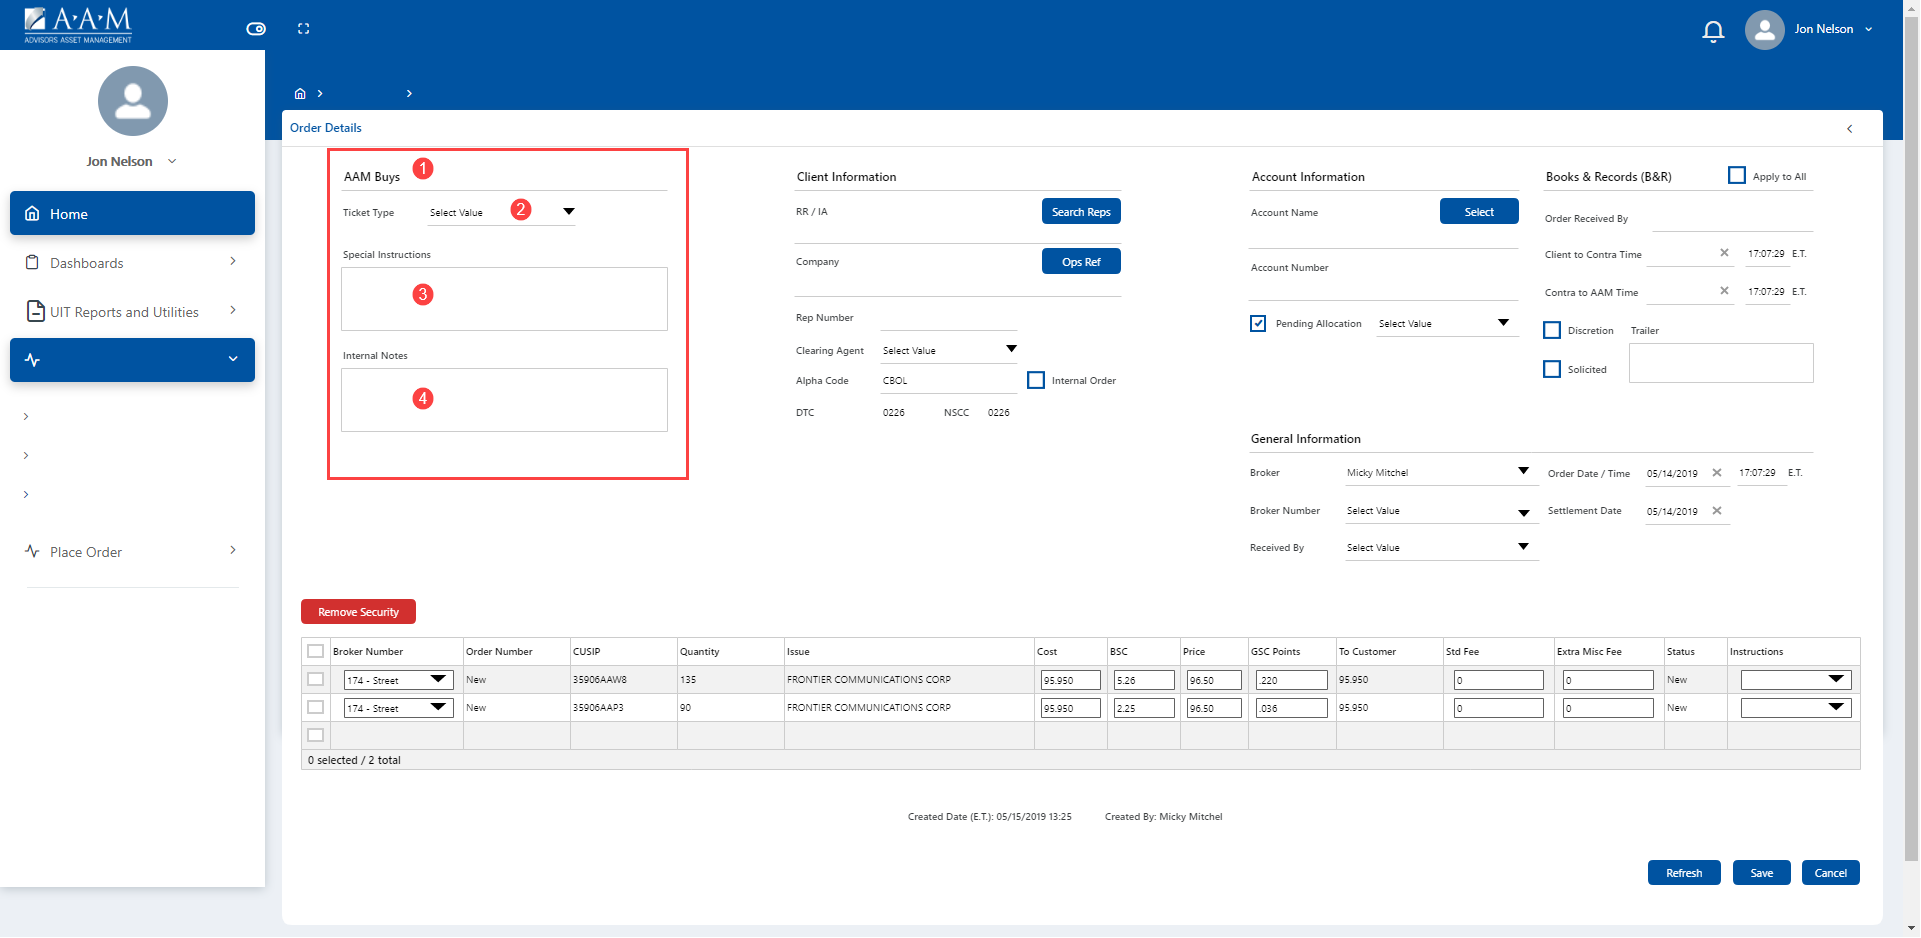 A·A·M
ADVISORS ASSET MANAGEMENT
Jon Nelson
Jon Nelson
Home
Dashboards
UIT Reports and Utilities
Place Order
Order Details
AAM Buys 1
Ticket Type Select Value 2
Special Instructions
3
Internal Notes
4
Client Information
RR / IA Search Reps
Company Ops Ref
Rep Number
Clearing Agent Select Value
Alpha Code CBOL Internal Order
DTC 0226 NSCC 0226
Account Information
Account Name Select
Account Number
Pending Allocation Select Value
Books & Records (B&R) Apply to All
Order Received By
Client to Contra Time 17:07:29 E.T.
Contra to AAM Time 17:07:29 E.T.
Discretion Trailer
Solicited
General Information
Broker Micky Mitchel Order Date / Time 05/14/2019 17:07:29 E.T.
Broker Number Select Value Settlement Date 05/14/2019
Received By Select Value
Remove Security
Broker Number Order Number CUSIP Quantity Issue Cost BSC Price GSC Points To Customer Std Fee Extra Misc Fee Status Instructions
174 - Street New 35906AAW8 135 FRONTIER COMMUNICATIONS CORP 95.950 5.26 96.50 .220 95.950 0 0 New
174 - Street New 35906AAP3 90 FRONTIER COMMUNICATIONS CORP 95.950 2.25 96.50 .036 95.950 0 0 New
0 selected / 2 total
Created Date (E.T.): 05/15/2019 13:25 Created By: Micky Mitchel
Refresh Save Cancel